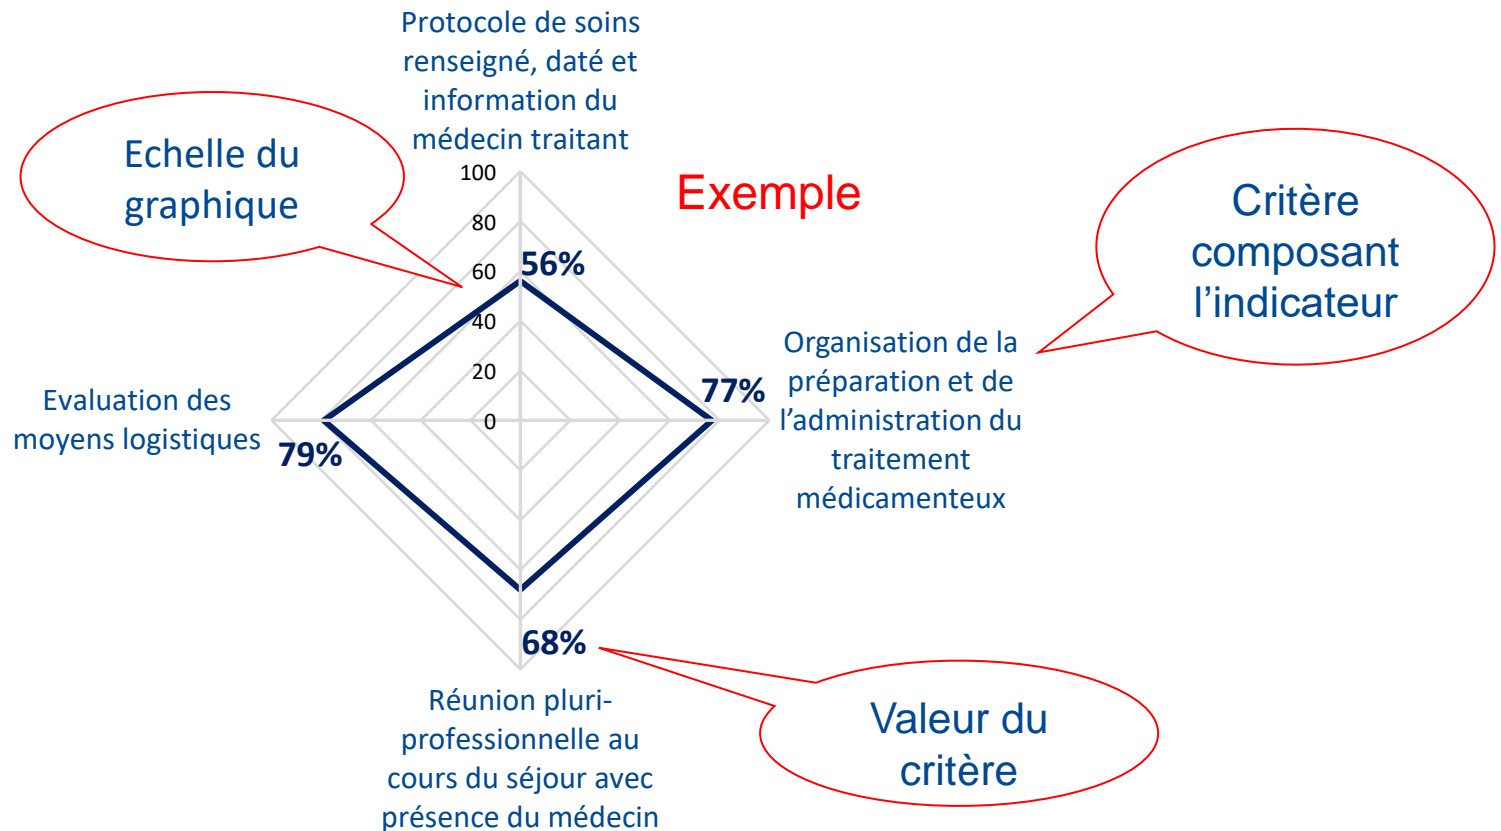 Protocole de soins
renseigné, daté et
information du
médecin traitant
Echelle du
graphique
Exemple
Critère
composant
l’indicateur
100
80
60
40
20
0
56%
77%
68%
79%
Organisation de la
préparation et de
l’administration du
traitement
médicamenteux
Evaluation des
moyens logistiques
Réunion pluri-
professionnelle au
cours du séjour avec
présence du médecin
Valeur du
critère